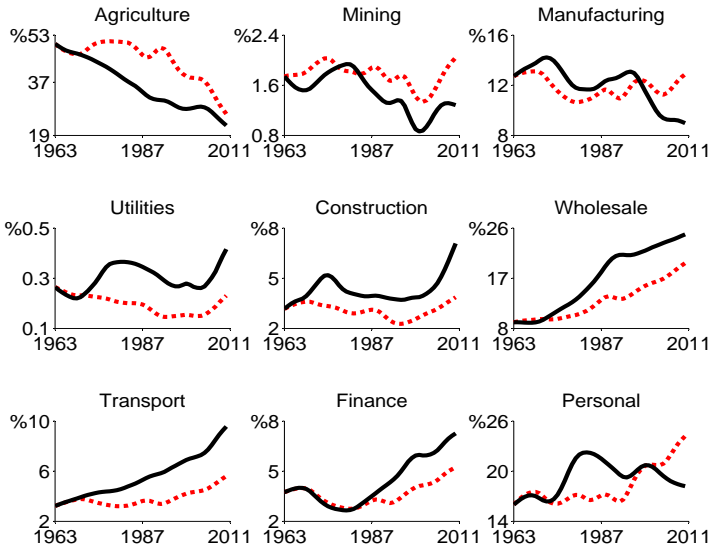 Agriculture Mining Manufacturing
%53 %2.4 %16
37 1.6 12
19 0.8 8
1963 1987 2011 1963 1987 2011 1963 1987 2011
Utilities Construction Wholesale
%0.5 %8 %26
0.3 5 17
0.1 2 8
1963 1987 2011 1963 1987 2011 1963 1987 2011
Transport Finance Personal
%10 %8 %26
6 5 20
2 2 14
1963 1987 2011 1963 1987 2011 1963 1987 2011